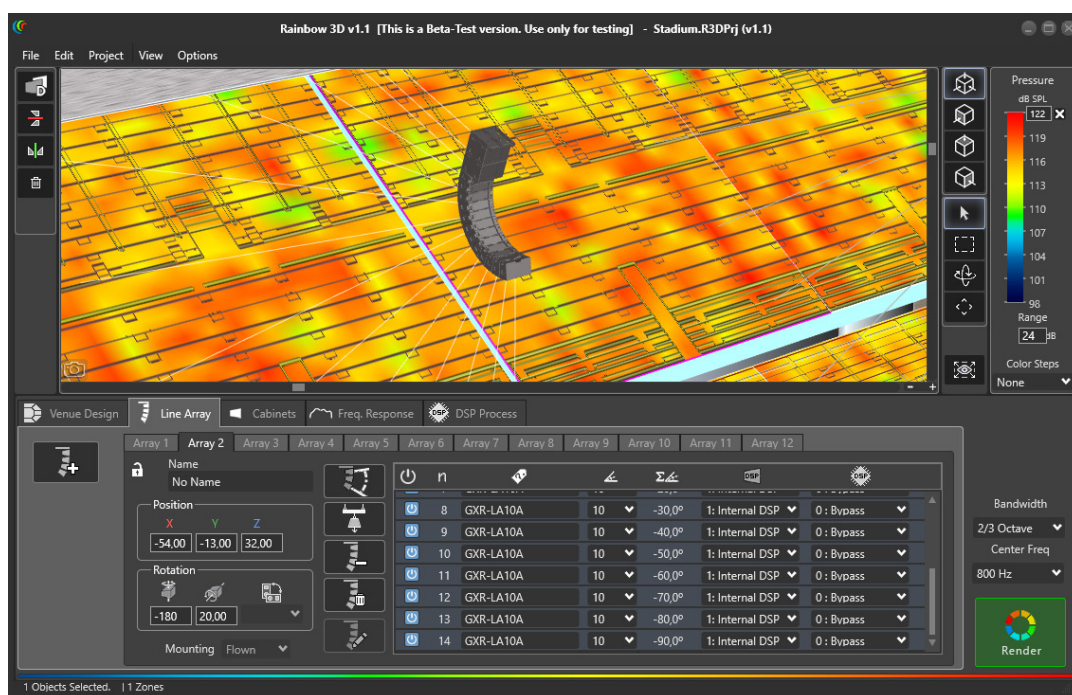 Rainbow 3D v1.1 [This is a Beta-Test version. Use only for testing] - Stadium.R3DPrj (v1.1)
File Edit Project View Options
Pressure
dB SPL
122
119
116
113
110
107
104
101
98
Range
24 dB
Color Steps
None
Venue Design Line Array Cabinets Freq. Response DSP Process
Array 1 Array 2 Array 3 Array 4 Array 5 Array 6 Array 7 Array 8 Array 9 Array 10 Array 11 Array 12
Name
No Name
Position
X Y Z
-54,00 -13,00 32,00
Rotation
-180 20,00
Mounting Flown
n Σ DSP DSP
8 GXR-LA10A 10 -30,0º 1: Internal DSP 0 : Bypass
9 GXR-LA10A 10 -40,0º 1: Internal DSP 0 : Bypass
10 GXR-LA10A 10 -50,0º 1: Internal DSP 0 : Bypass
11 GXR-LA10A 10 -60,0º 1: Internal DSP 0 : Bypass
12 GXR-LA10A 10 -70,0º 1: Internal DSP 0 : Bypass
13 GXR-LA10A 10 -80,0º 1: Internal DSP 0 : Bypass
14 GXR-LA10A 10 -90,0º 1: Internal DSP 0 : Bypass
Bandwidth
2/3 Octave
Center Freq
800 Hz
Render
1 Objects Selected. | 1 Zones